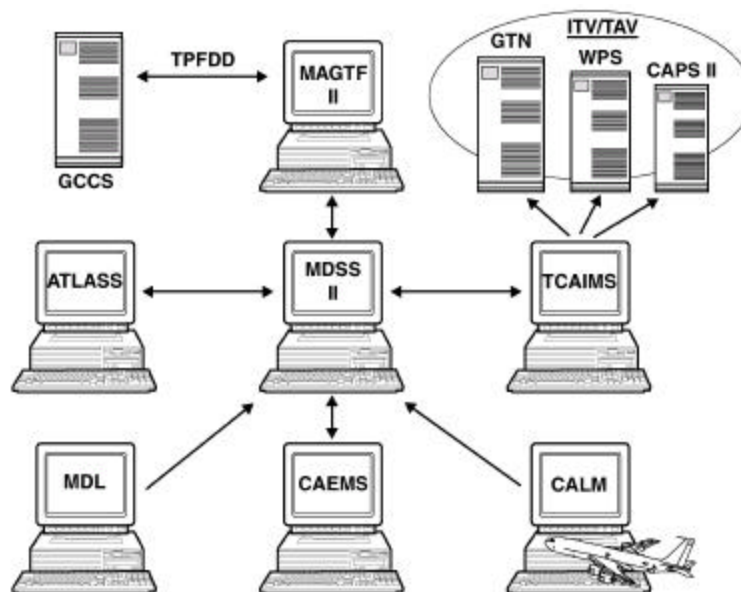 ITV/TAV
GTN
WPS
CAPS II
TPFDD
MAGTF
II
GCCS
ATLASS
MDSS
II
TCAIMS
MDL
CAEMS
CALM